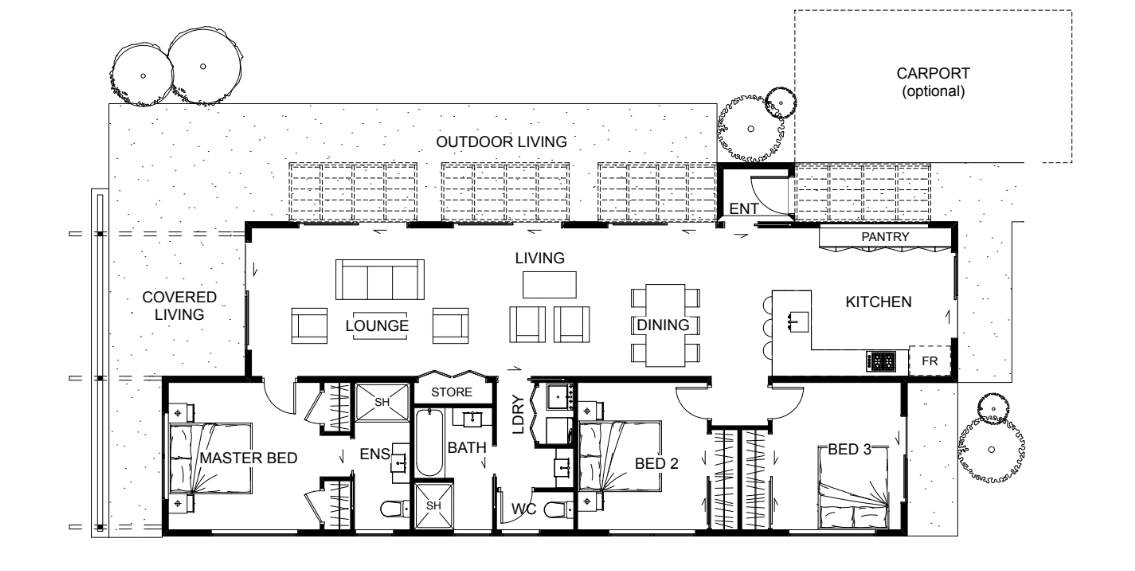 CARPORT
(optional)
OUTDOOR LIVING
ENT
PANTRY
LIVING
COVERED
LIVING
KITCHEN
LOUNGE
DINING
FR
STORE
SH
LDRY
BATH
ENS
MASTER BED
BED 2
BED 3
SH
WC